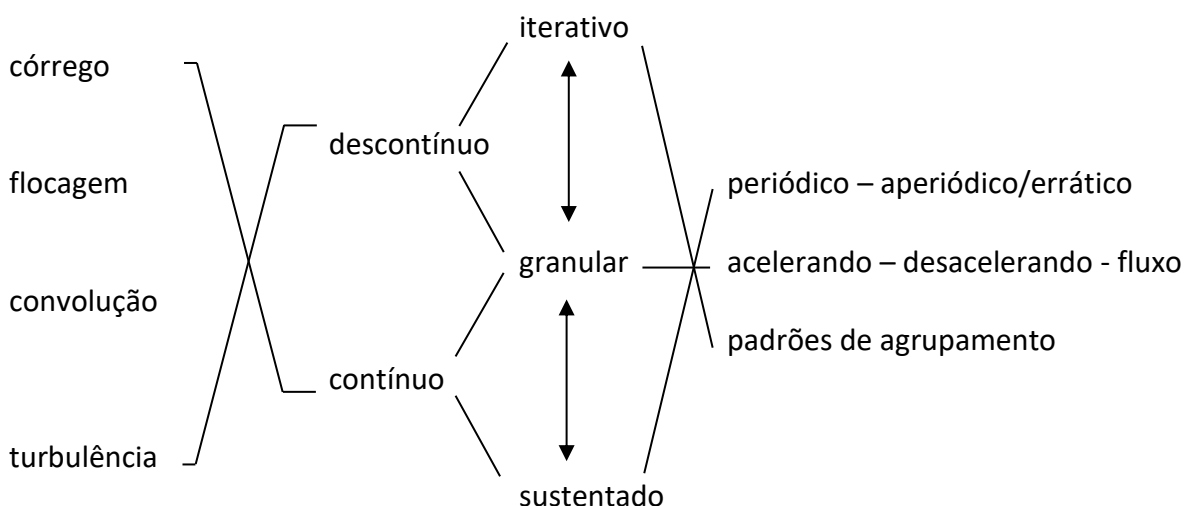 córrego
flocagem
convolução
turbulência
descontínuo
contínuo
iterativo
granular
sustentado
periódico – aperiódico/errático
acelerando – desacelerando - fluxo
padrões de agrupamento